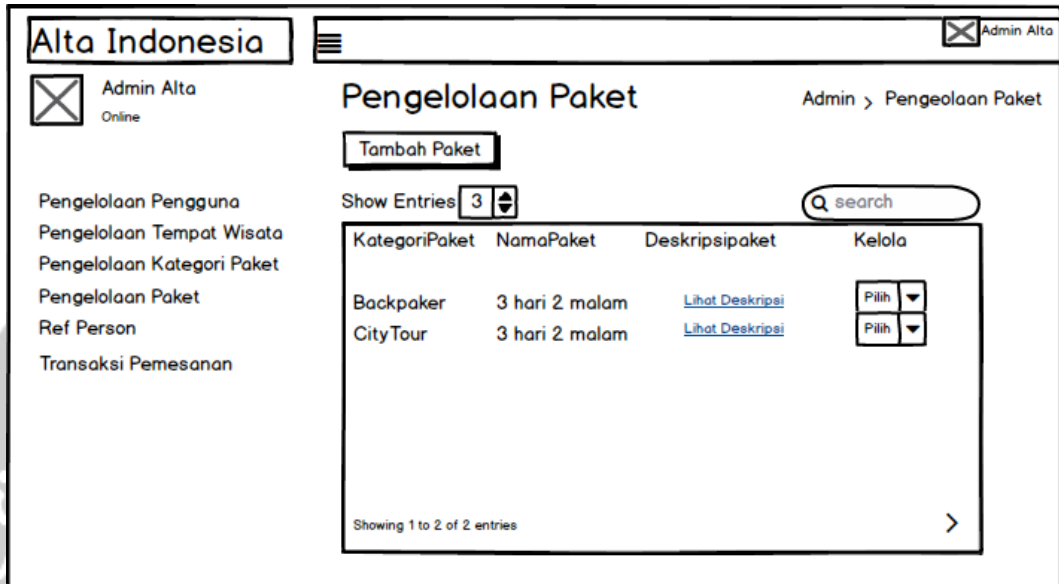 Alta Indonesia
Admin Alta
Admin Alta
Online
Pengelolaan Paket
Admin > Pengeolaan Paket
Tambah Paket
Pengelolaan Pengguna
Pengelolaan Tempat Wisata
Pengelolaan Kategori Paket
Pengelolaan Paket
Ref Person
Transaksi Pemesanan
Show Entries 3
search
KategoriPaket NamaPaket Deskripsipaket Kelola
Backpaker 3 hari 2 malam Lihat Deskripsi Pilih
CityTour 3 hari 2 malam Lihat Deskripsi Pilih
Showing 1 to 2 of 2 entries >